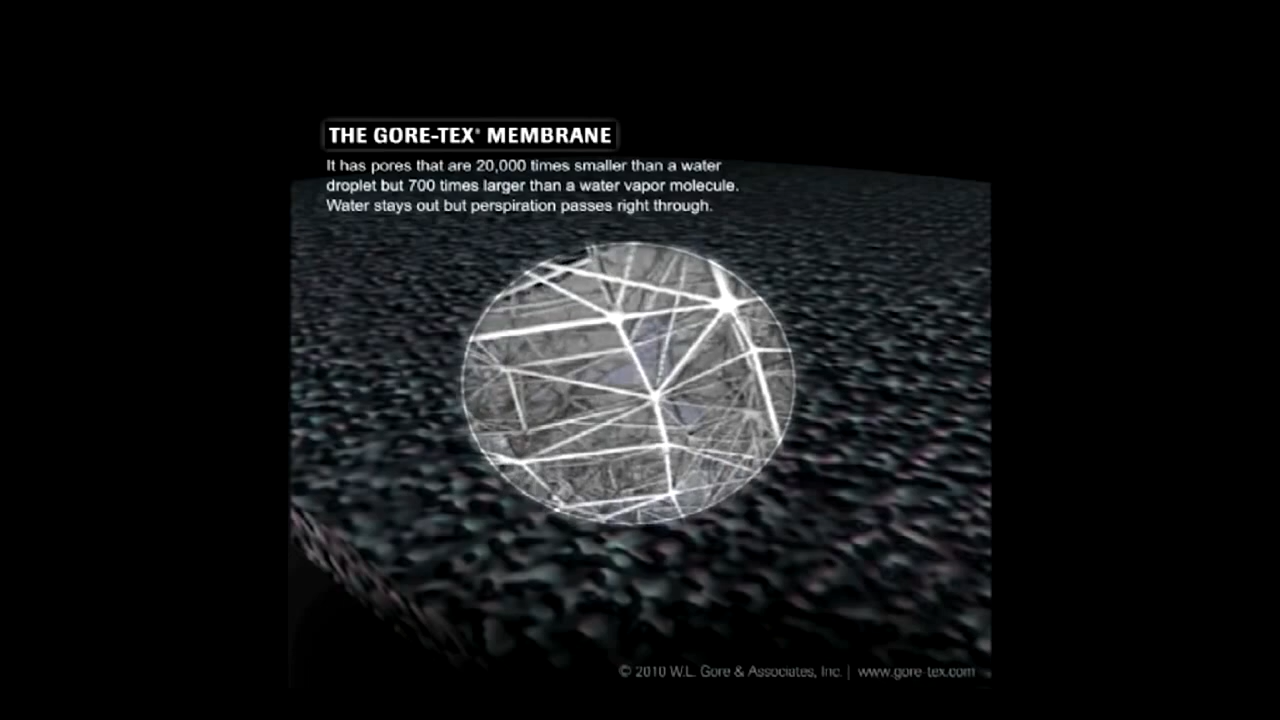 THE GORE-TEX® MEMBRANE
It has pores that are 20,000 times smaller than a water
droplet but 700 times larger than a water vapor molecule.
Water stays out but perspiration passes right through.
© 2010 W.L. Gore & Associates, Inc. | www.gore-tex.com